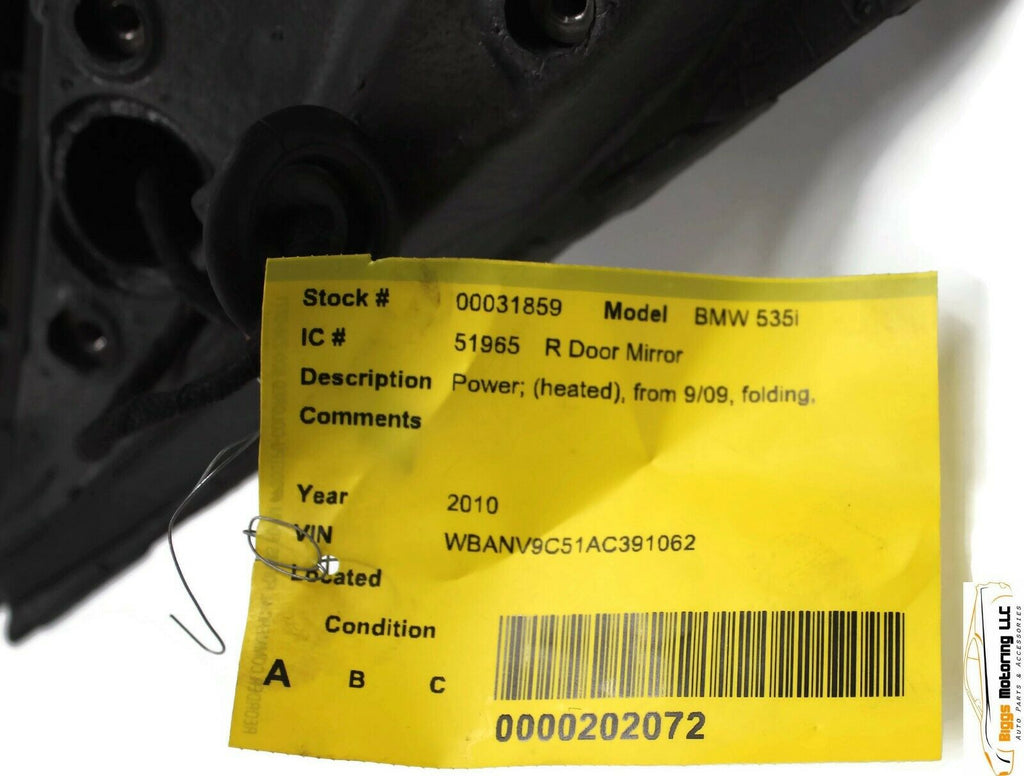 Stock # 00031859 Model BMW 535i
IC # 51965 R Door Mirror
Description Power; (heated), from 9/09, folding,
Comments
Year 2010
VIN WBANV9C51AC391062
Located
Condition
A B C
0000202072
Biggs Motoring LLC
AUTO PARTS & ACCESSORIES